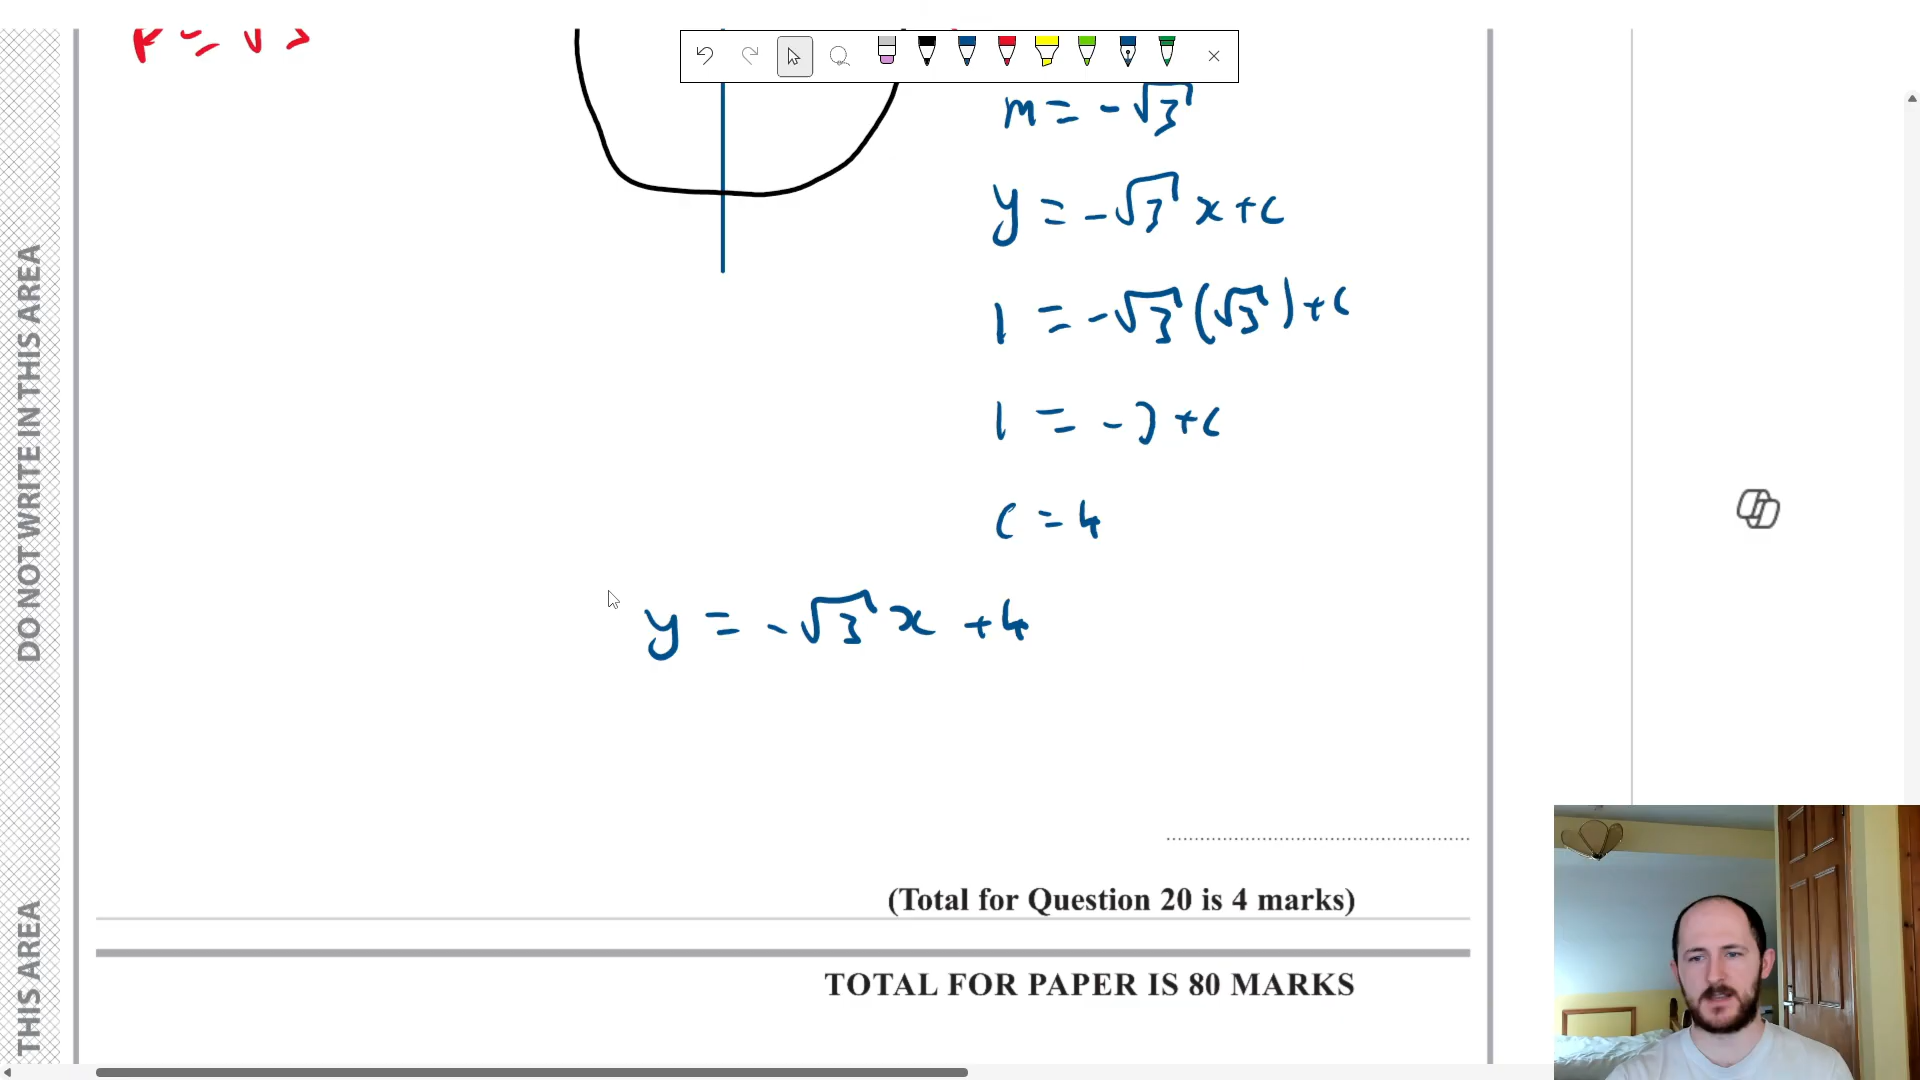 m = -√3
y = -√3 x + c
1 = -√3 (√3) + c
1 = -3 + c
c = 4
y = -√3 x + 4
(Total for Question 20 is 4 marks)
TOTAL FOR PAPER IS 80 MARKS
DO NOT WRITE IN THIS AREA
THIS AREA